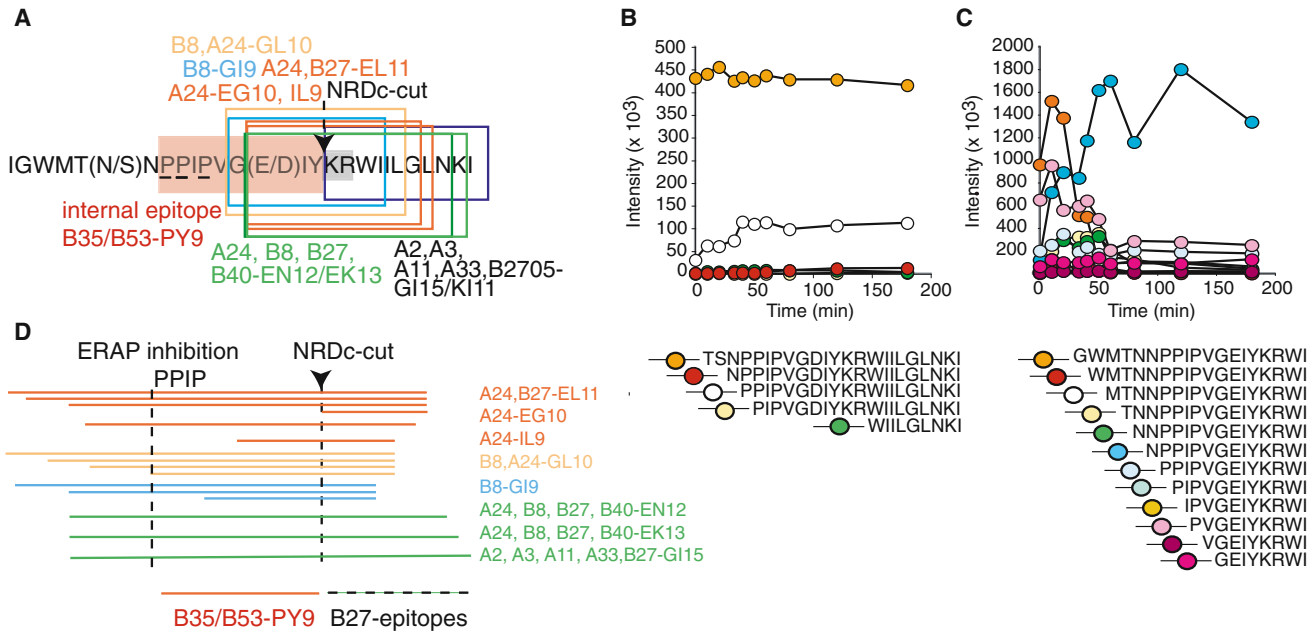 A
B8,A24-GL10
B8-GI9 A24,B27-EL11
A24-EG10, IL9 NRDc-cut
IGWMT(N/S)NPPIPVG(E/D)IYKRWIILGLNKI
internal epitope
B35/B53-PY9
A24, B8, B27,
B40-EN12/EK13
A2,A3,
A11,A33,B2705-
GI15/KI11
B
Intensity (x 10³)
500
450
400
350
300
250
200
150
100
50
0
0 50 100 150 200
Time (min)
TSNPPIPVGDIYKRWIILGLNKI
NPPIPVGDIYKRWIILGLNKI
PPIPVGDIYKRWIILGLNKI
PIPVGDIYKRWIILGLNKI
WIILGLNKI
C
Intensity (x 10³)
2000
1800
1600
1400
1200
1000
800
600
400
200
0 50 100 150 200
Time (min)
GWMTNNPPIPVGEIYKRWI
WMTNNPPIPVGEIYKRWI
MTNNPPIPVGEIYKRWI
TNNPPIPVGEIYKRWI
NNPPIPVGEIYKRWI
NPPIPVGEIYKRWI
PPIPVGEIYKRWI
PIPVGEIYKRWI
IPVGEIYKRWI
PVGEIYKRWI
VGEIYKRWI
GEIYKRWI
D
ERAP inhibition
PPIP
NRDc-cut
A24,B27-EL11
A24-EG10
A24-IL9
B8,A24-GL10
B8-GI9
A24, B8, B27, B40-EN12
A24, B8, B27, B40-EK13
A2, A3, A11, A33,B27-GI15
B35/B53-PY9
B27-epitopes